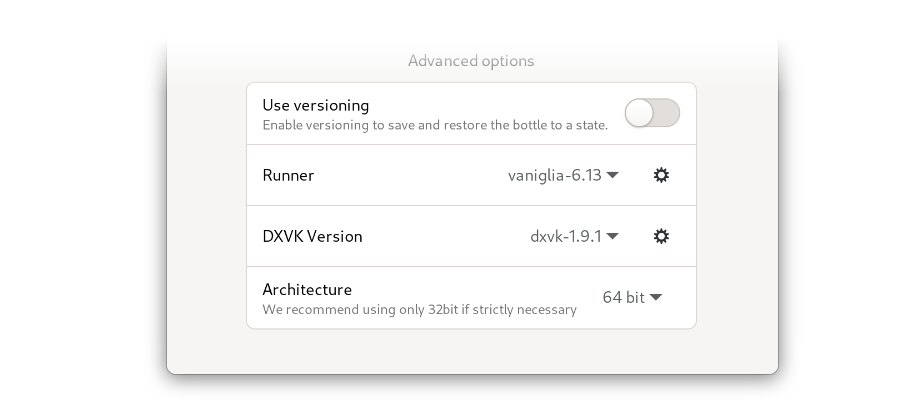 Advanced options
Use versioning
Enable versioning to save and restore the bottle to a state.
Runner vaniglia-6.13
DXVK Version dxvk-1.9.1
Architecture
64 bit
We recommend using only 32bit if strictly necessary